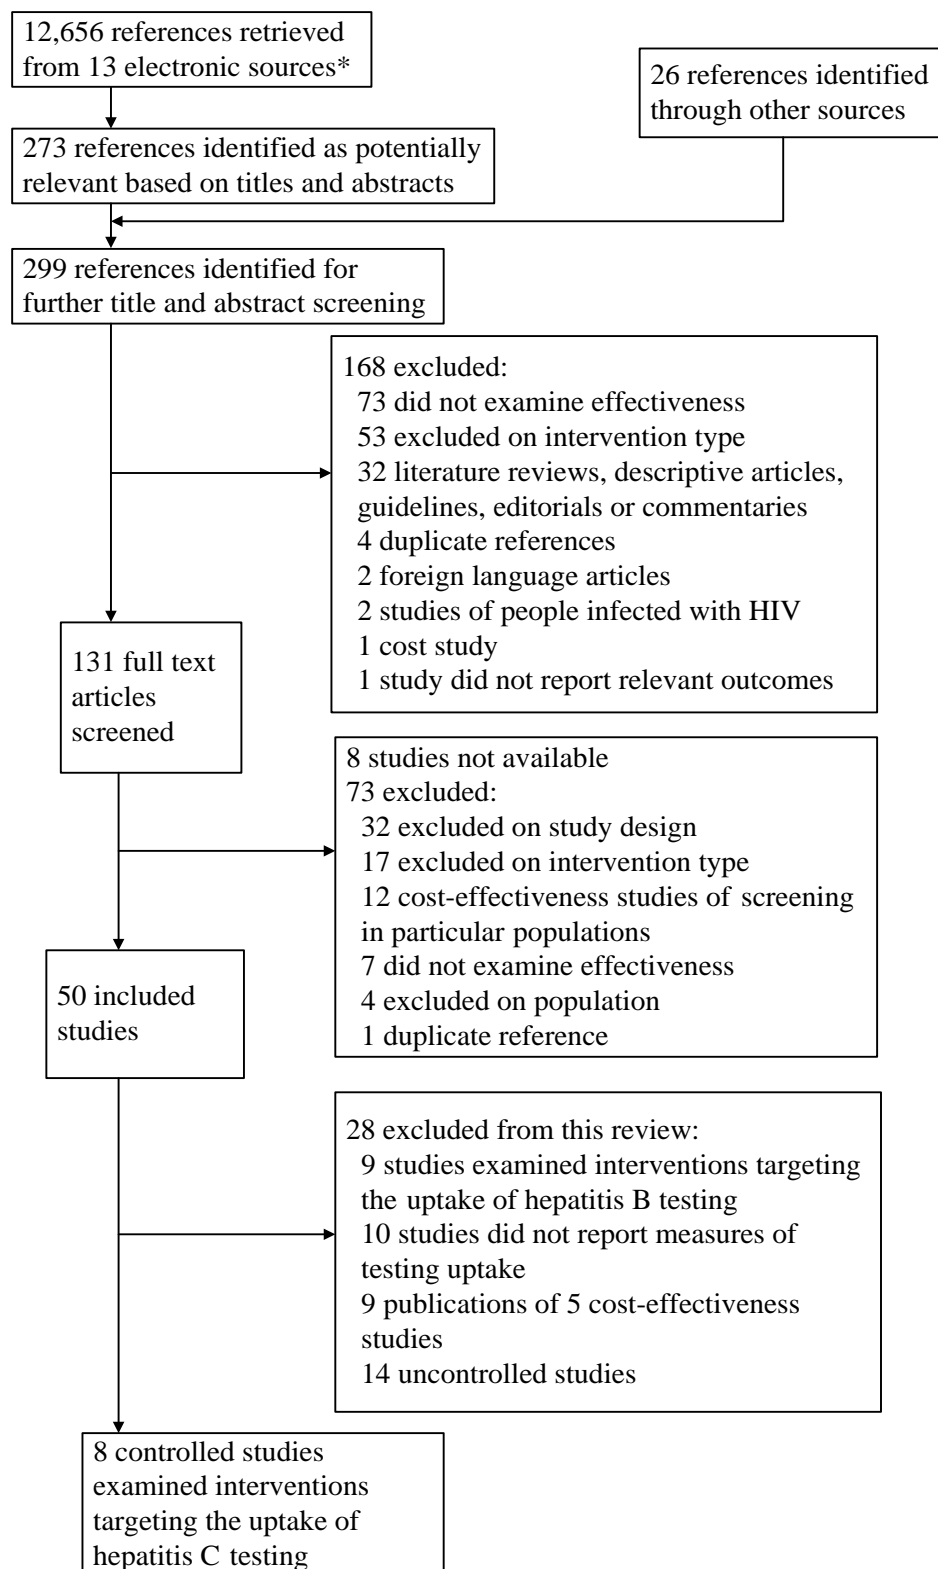 12,656 references retrieved
from 13 electronic sources*
26 references identified
through other sources
273 references identified as potentially
relevant based on titles and abstracts
299 references identified for
further title and abstract screening
168 excluded:
73 did not examine effectiveness
53 excluded on intervention type
32 literature reviews, descriptive articles,
guidelines, editorials or commentaries
4 duplicate references
2 foreign language articles
2 studies of people infected with HIV
1 cost study
1 study did not report relevant outcomes
131 full text
articles
screened
8 studies not available
73 excluded:
32 excluded on study design
17 excluded on intervention type
12 cost-effectiveness studies of screening
in particular populations
7 did not examine effectiveness
4 excluded on population
1 duplicate reference
50 included
studies
28 excluded from this review:
9 studies examined interventions targeting
the uptake of hepatitis B testing
10 studies did not report measures of
testing uptake
9 publications of 5 cost-effectiveness
studies
14 uncontrolled studies
8 controlled studies
examined interventions
targeting the uptake of
hepatitis C testing